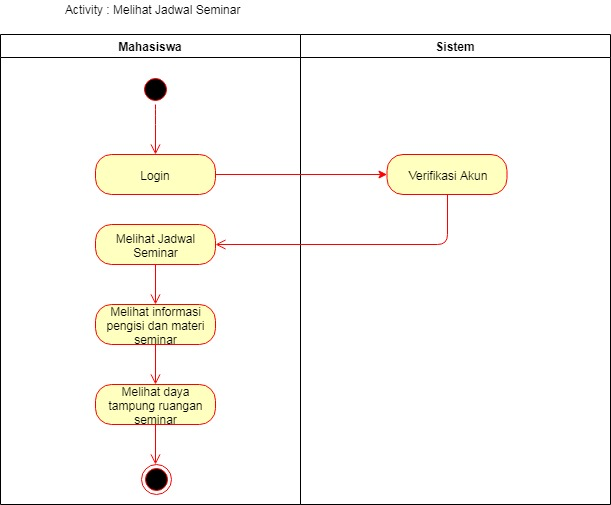 Activity : Melihat Jadwal Seminar
Mahasiswa
Sistem
Login
Verifikasi Akun
Melihat Jadwal
Seminar
Melihat informasi
pengisi dan materi
seminar
Melihat daya
tampung ruangan
seminar